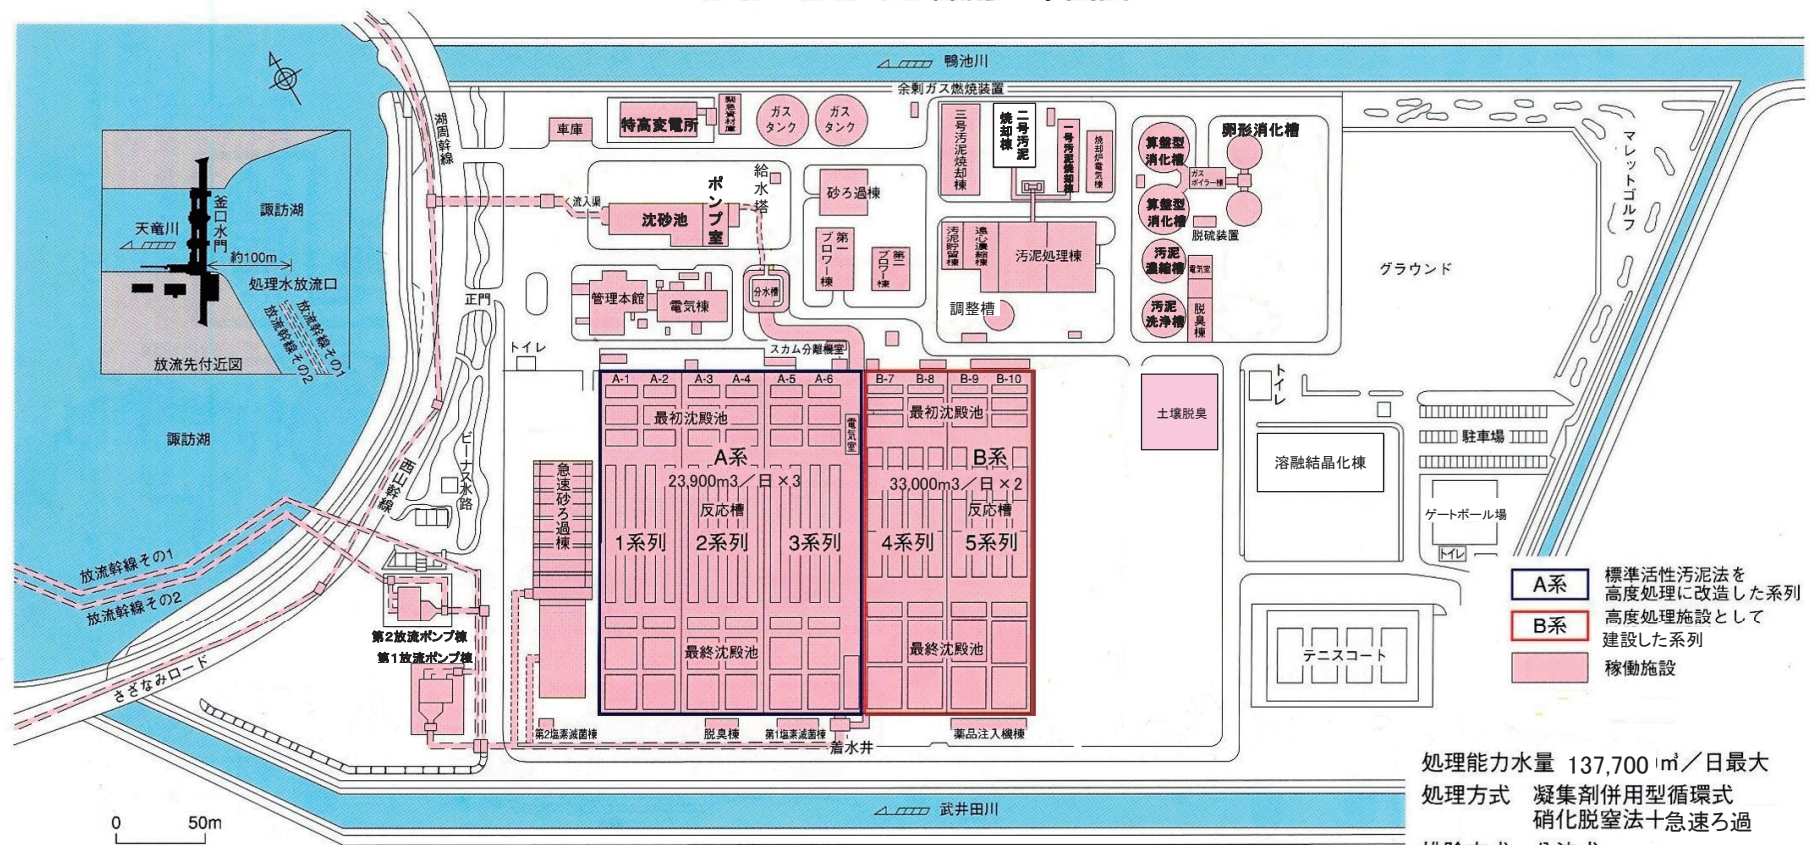 鴨池川
余剰ガス燃焼装置
湖周幹線
車庫
特高変電所
緊急資材庫
ガス
タンク
ガス
タンク
三号汚泥焼却棟
二号汚泥
焼却棟
一号汚泥焼却棟
焼却炉電気棟
算盤型
消化槽
卵形消化槽
ガス
ボイラー棟
算盤型
消化槽
脱硫装置
マレットゴルフ
釜口水門
諏訪湖
天竜川
約100m
処理水放流口
放流幹線その1
放流幹線その2
放流先付近図
流入渠
沈砂池
ポンプ室
給水塔
砂ろ過棟
第一
ブロワー棟
第二
ブロワー棟
汚泥貯留棟
遠心濃縮棟
汚泥処理棟
調整槽
汚泥
濃縮槽
電気室
汚泥
洗浄槽
脱臭棟
グラウンド
正門
管理本館
電気棟
分水槽
トイレ
スカム分離機室
A-1
A-2
A-3
A-4
A-5
A-6
B-7
B-8
B-9
B-10
最初沈殿池
最初沈殿池
電気室
土壌脱臭
トイレ
駐車場
諏訪湖
西山幹線
ビーナス水路
急速砂ろ過棟
A系
23,900m3/日×3
反応槽
1系列
2系列
3系列
B系
33,000m3/日×2
反応槽
4系列
5系列
溶融結晶化棟
ゲートボール場
トイレ
放流幹線その1
放流幹線その2
第2放流ポンプ棟
第1放流ポンプ棟
さざなみロード
最終沈殿池
最終沈殿池
テニスコート
第2塩素滅菌棟
脱臭棟
第1塩素滅菌棟
着水井
薬品注入機棟
武井田川
0
50m
A系
標準活性汚泥法を
高度処理に改造した系列
B系
高度処理施設として
建設した系列
稼働施設
処理能力水量 137,700 ㎥/日最大
処理方式 凝集剤併用型循環式
硝化脱窒法+急速ろ過